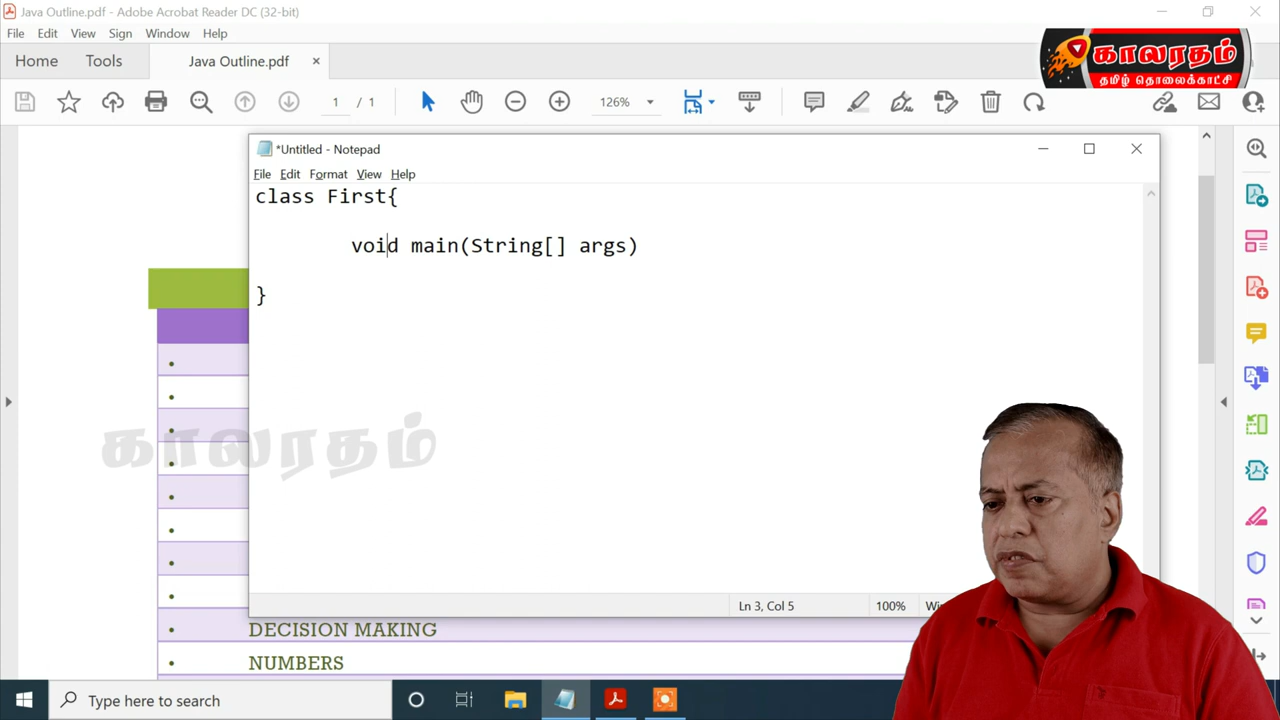 Java Outline.pdf - Adobe Acrobat Reader DC (32-bit)
File Edit View Sign Window Help
Home Tools Java Outline.pdf ×
காலரதம்
தமிழ் தொலைக்காட்சி
1 / 1 126%
*Untitled - Notepad
File Edit Format View Help
class First{
void main(String[] args)
}
காலரதம்
Ln 3, Col 5 100%
DECISION MAKING
NUMBERS
Type here to search